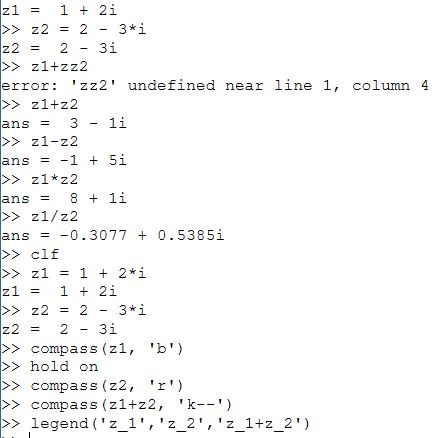 z1 =  1 + 2i
>> z2 = 2 - 3*i
z2 =  2 - 3i
>> z1+zz2
error: 'zz2' undefined near line 1, column 4
>> z1+z2
ans =  3 - 1i
>> z1-z2
ans = -1 + 5i
>> z1*z2
ans =  8 + 1i
>> z1/z2
ans = -0.3077 + 0.5385i
>> clf
>> z1 = 1 + 2*i
z1 =  1 + 2i
>> z2 = 2 - 3*i
z2 =  2 - 3i
>> compass(z1, 'b')
>> hold on
>> compass(z2, 'r')
>> compass(z1+z2, 'k--')
>> legend('z_1','z_2','z_1+z_2')